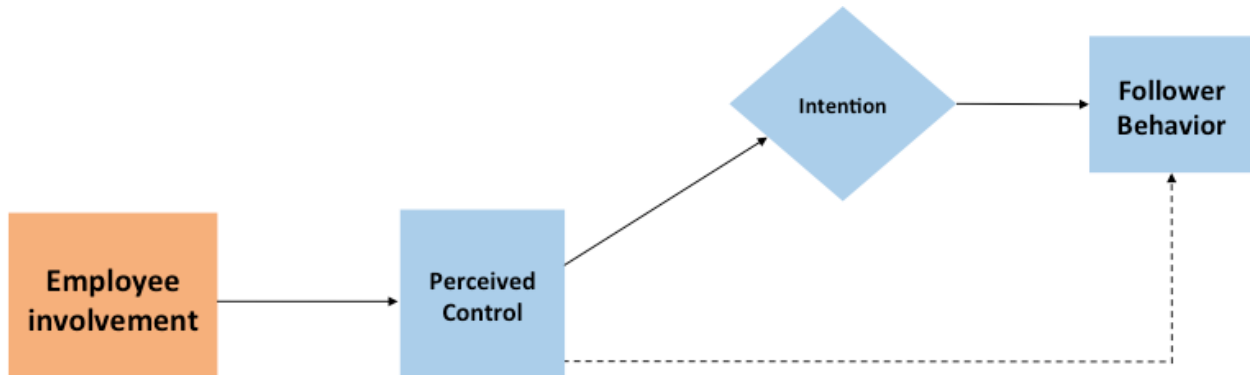 Employee
involvement
Perceived
Control
Intention
Follower
Behavior